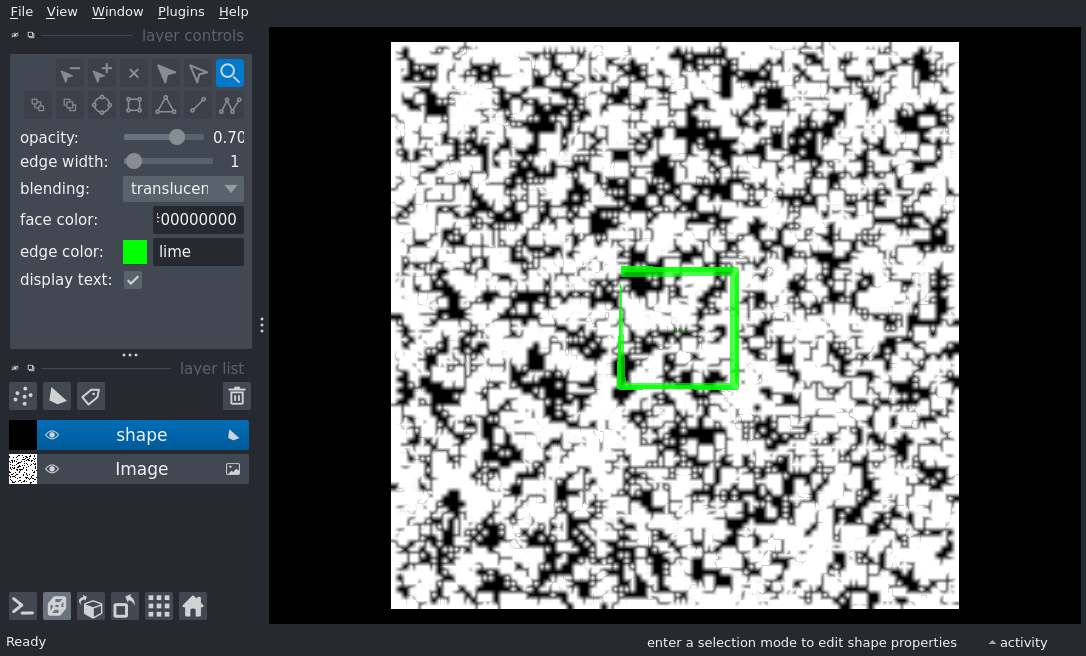 File View Window Plugins Help
layer controls
opacity: 0.70
edge width: 1
blending: translucen
face color: 00000000
edge color: lime
display text:
layer list
shape
Image
Ready
enter a selection mode to edit shape properties
activity